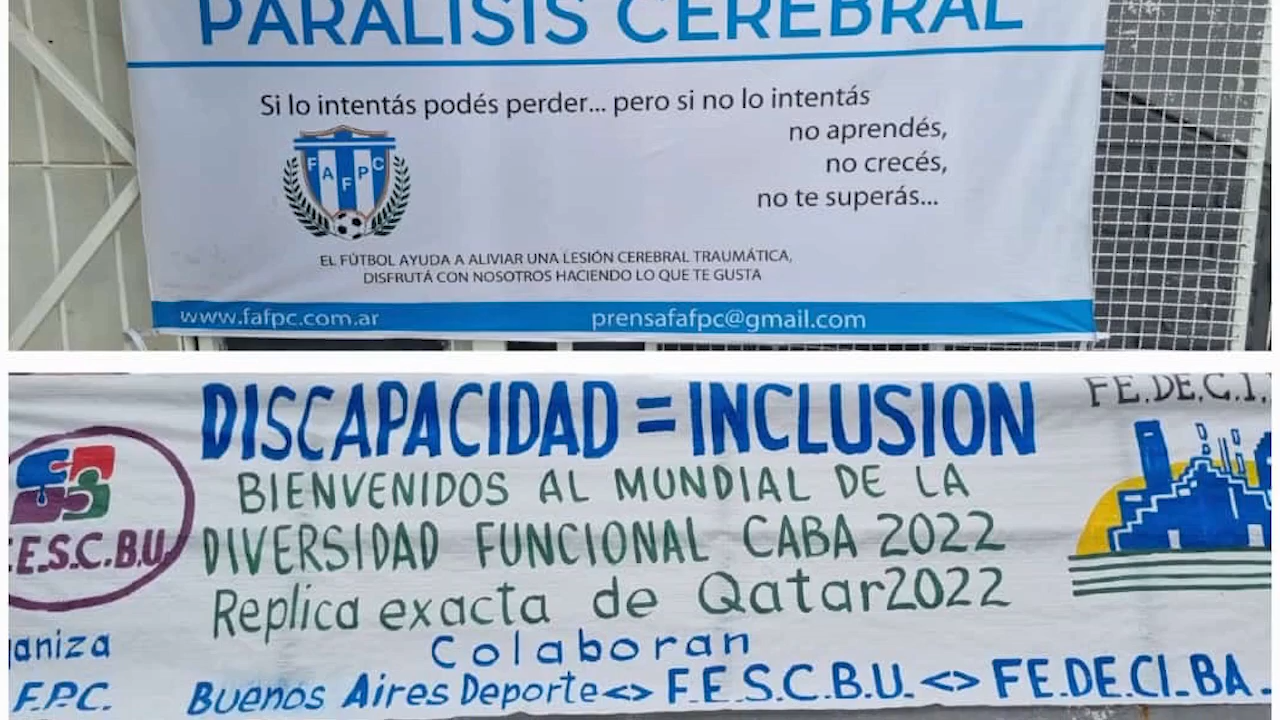 PARALISIS CEREBRAL
Si lo intentás podés perder... pero si no lo intentás
no aprendés,
no crecés,
no te superás...
FAFPC
EL FÚTBOL AYUDA A ALIVIAR UNA LESIÓN CEREBRAL TRAUMÁTICA,
DISFRUTÁ CON NOSOTROS HACIENDO LO QUE TE GUSTA
www.fafpc.com.ar prensafafpc@gmail.com
DISCAPACIDAD = INCLUSION
FE.DE.C.I.
BIENVENIDOS AL MUNDIAL DE LA
DIVERSIDAD FUNCIONAL CABA 2022
E.S.C.B.U.
Replica exacta de Qatar2022
aniza
Colaboran
F.P.C.
Buenos Aires Deporte<> F.E.S.C.B.U. <> FE.DE.CI_BA.